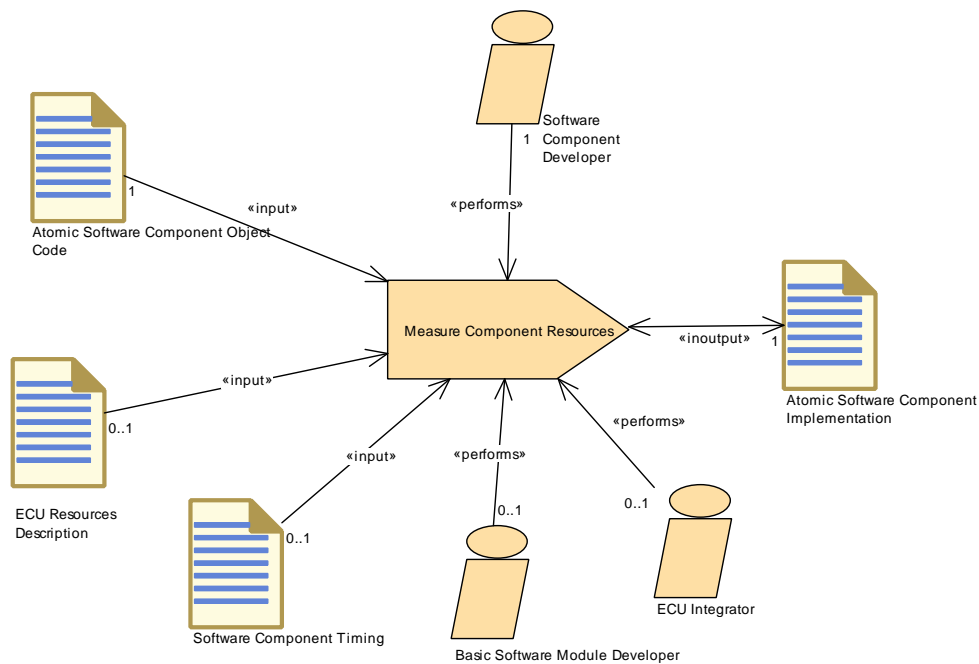 Software
Component
Developer
1
«performs»
1
«input»
Atomic Software Component Object
Code
Measure Component Resources
«inoutput»
1
Atomic Software Component
Implementation
«input»
0..1
ECU Resources
Description
«input»
0..1
Software Component Timing
«performs»
0..1
Basic Software Module Developer
«performs»
0..1
ECU Integrator